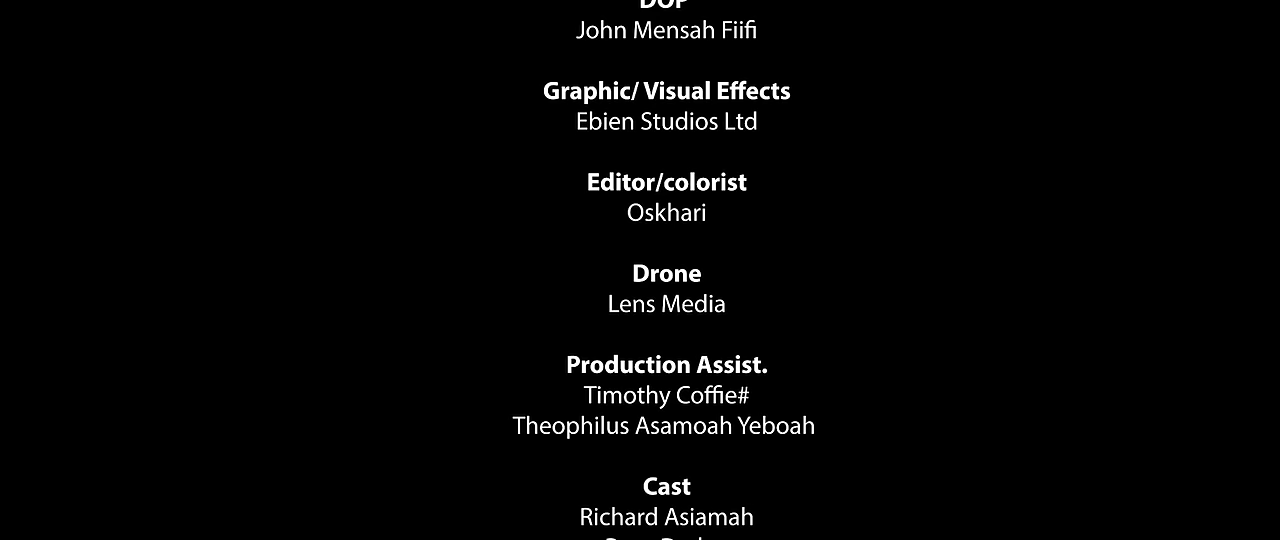 DOP
John Mensah Fiifi
Graphic/ Visual Effects
Ebien Studios Ltd
Editor/colorist
Oskhari
Drone
Lens Media
Production Assist.
Timothy Coffie#
Theophilus Asamoah Yeboah
Cast
Richard Asiamah